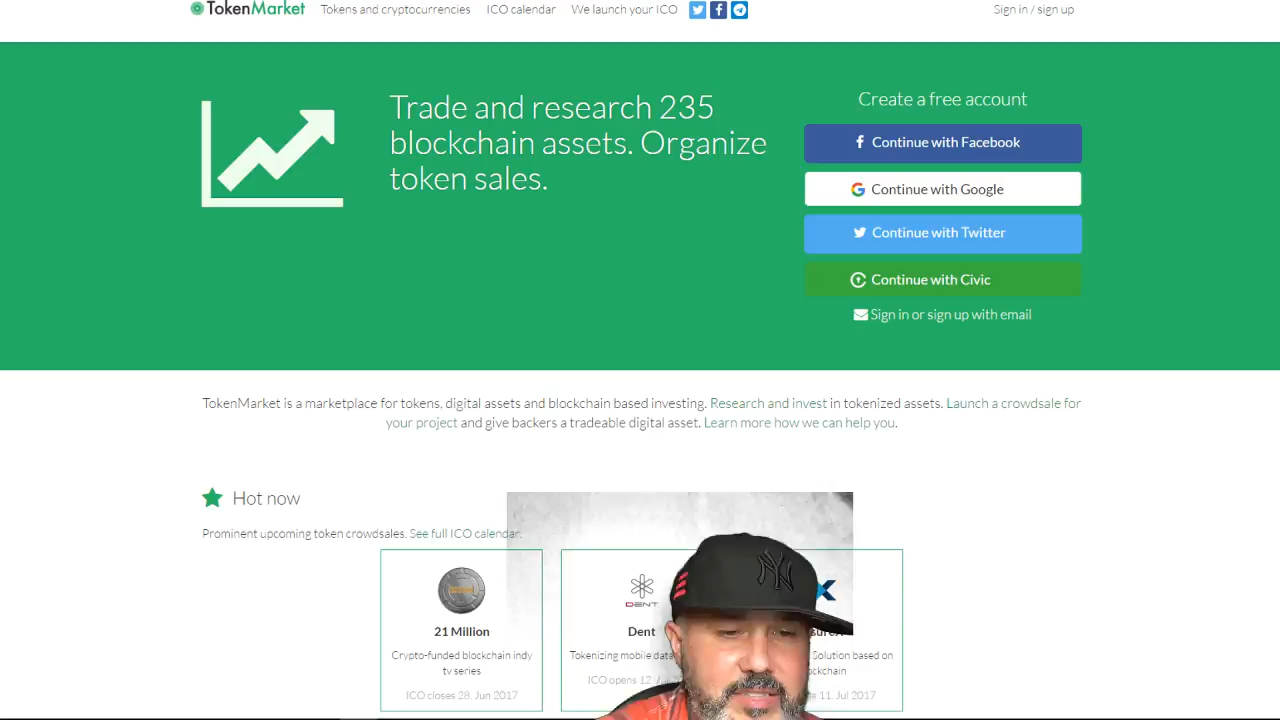 TokenMarket Tokens and cryptocurrencies ICO calendar We launch your ICO Sign in / sign up
Trade and research 235
blockchain assets. Organize
token sales.
Create a free account
Continue with Facebook
Continue with Google
Continue with Twitter
Continue with Civic
Sign in or sign up with email
TokenMarket is a marketplace for tokens, digital assets and blockchain based investing. Research and invest in tokenized assets. Launch a crowdsale for
your project and give backers a tradeable digital asset. Learn more how we can help you.
Hot now
Prominent upcoming token crowdsales. See full ICO calendar.
21 Million
Crypto-funded blockchain indy
tv series
ICO closes 28. Jun 2017
DENT
Dent
Tokenizing mobile data
ICO opens 12.
Solution based on
11. Jul 2017
NY